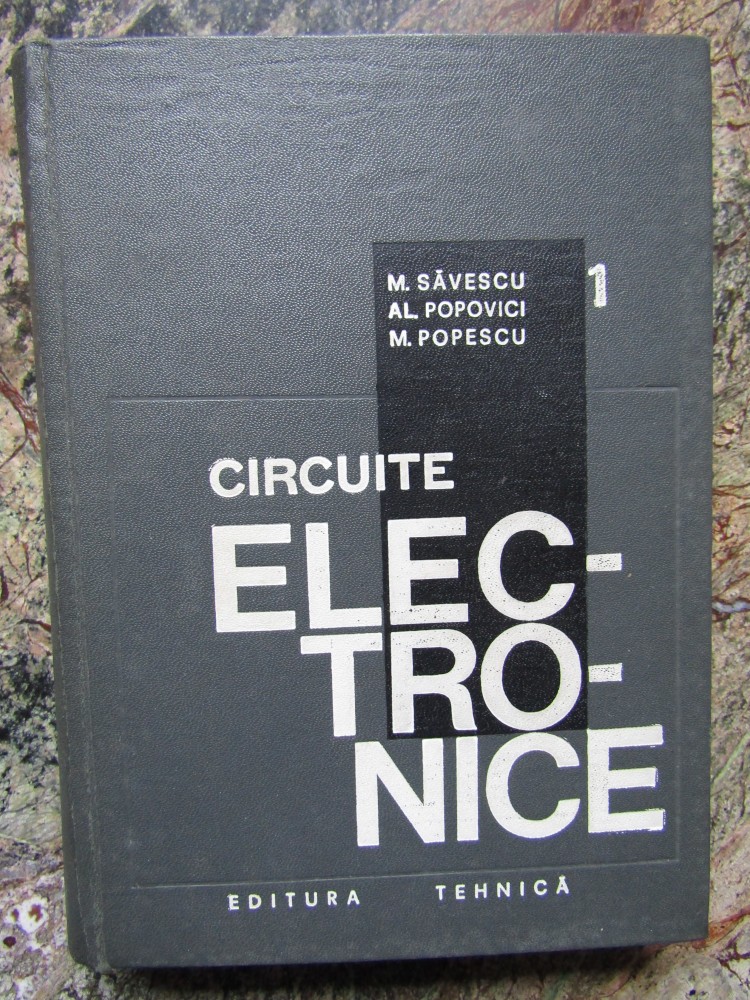 M. SĂVESCU
AL. POPOVICI
M. POPESCU
1
CIRCUITE
ELEC-
TRO-
NICE
EDITURA TEHNICĂ